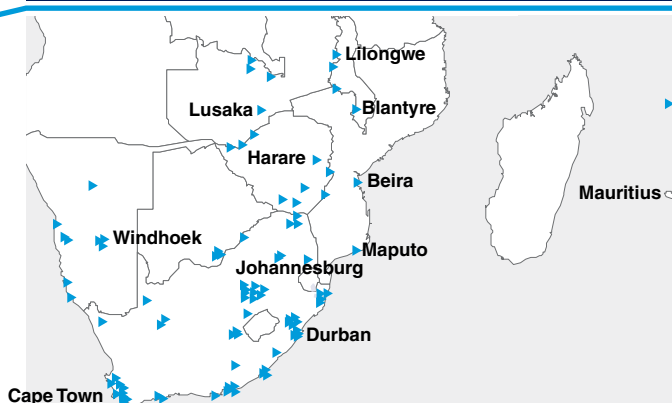 Lilongwe
Lusaka
Blantyre
Harare
Beira
Mauritius
Windhoek
Maputo
Johannesburg
Durban
Cape Town